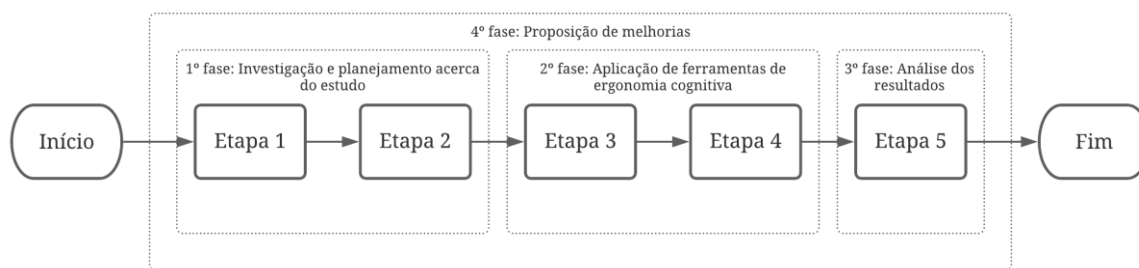 4º fase: Proposição de melhorias
1º fase: Investigação e planejamento acerca
do estudo
2º fase: Aplicação de ferramentas de
ergonomia cognitiva
3º fase: Análise dos
resultados
Início
Etapa 1
Etapa 2
Etapa 3
Etapa 4
Etapa 5
Fim